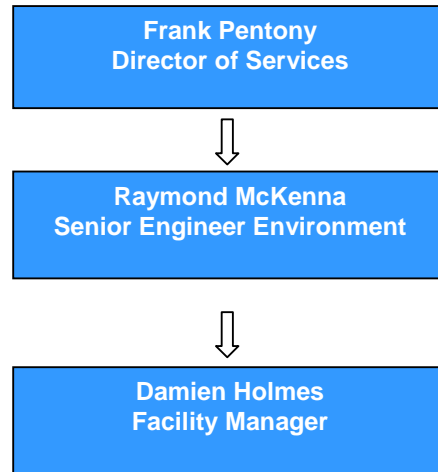 Frank Pentony
Director of Services
Raymond McKenna
Senior Engineer Environment
Damien Holmes
Facility Manager